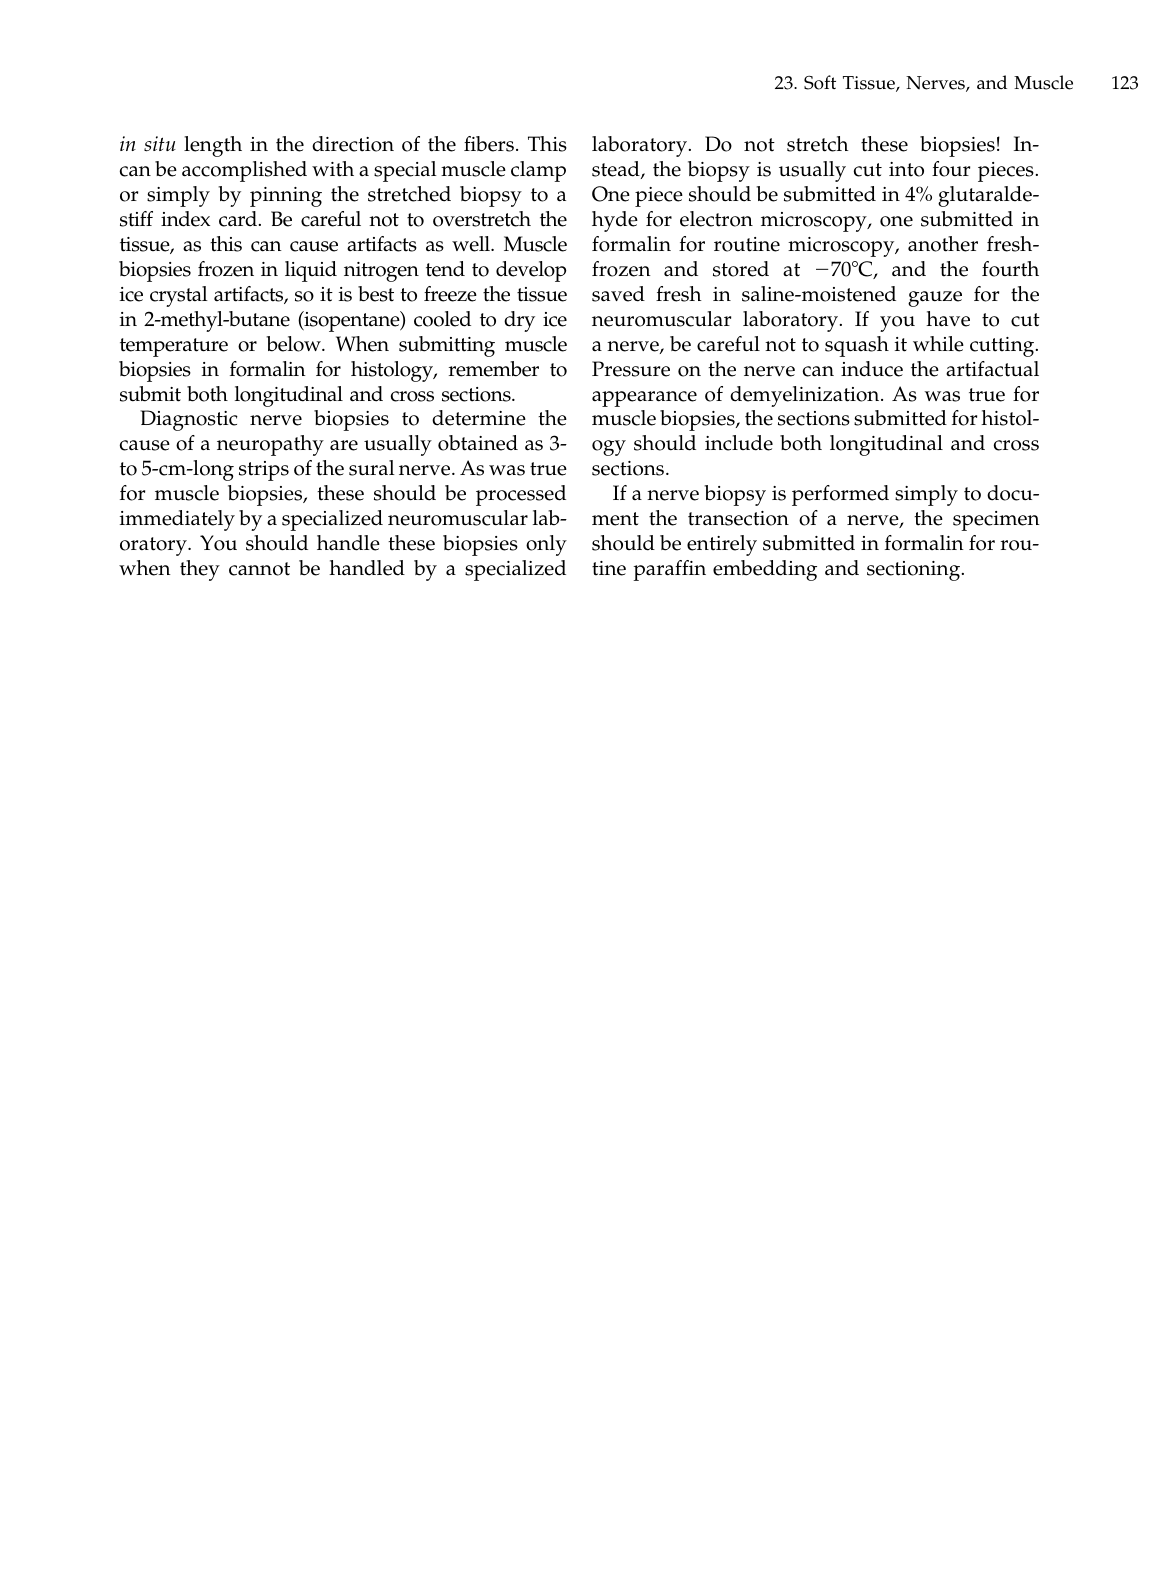 23. Soft Tissue, Nerves, and Muscle 123
in situ length in the direction of the fibers. This
can be accomplished with a special muscle clamp
or simply by pinning the stretched biopsy to a
stiff index card. Be careful not to overstretch the
tissue, as this can cause artifacts as well. Muscle
biopsies frozen in liquid nitrogen tend to develop
ice crystal artifacts, so it is best to freeze the tissue
in 2-methyl-butane (isopentane) cooled to dry ice
temperature or below. When submitting muscle
biopsies in formalin for histology, remember to
submit both longitudinal and cross sections.
Diagnostic nerve biopsies to determine the
cause of a neuropathy are usually obtained as 3-
to 5-cm-long strips of the sural nerve. As was true
for muscle biopsies, these should be processed
immediately by a specialized neuromuscular lab-
oratory. You should handle these biopsies only
when they cannot be handled by a specialized
laboratory. Do not stretch these biopsies! In-
stead, the biopsy is usually cut into four pieces.
One piece should be submitted in 4% glutaralde-
hyde for electron microscopy, one submitted in
formalin for routine microscopy, another fresh-
frozen and stored at −70°C, and the fourth
saved fresh in saline-moistened gauze for the
neuromuscular laboratory. If you have to cut
a nerve, be careful not to squash it while cutting.
Pressure on the nerve can induce the artifactual
appearance of demyelinization. As was true for
muscle biopsies, the sections submitted for histol-
ogy should include both longitudinal and cross
sections.
If a nerve biopsy is performed simply to docu-
ment the transection of a nerve, the specimen
should be entirely submitted in formalin for rou-
tine paraffin embedding and sectioning.